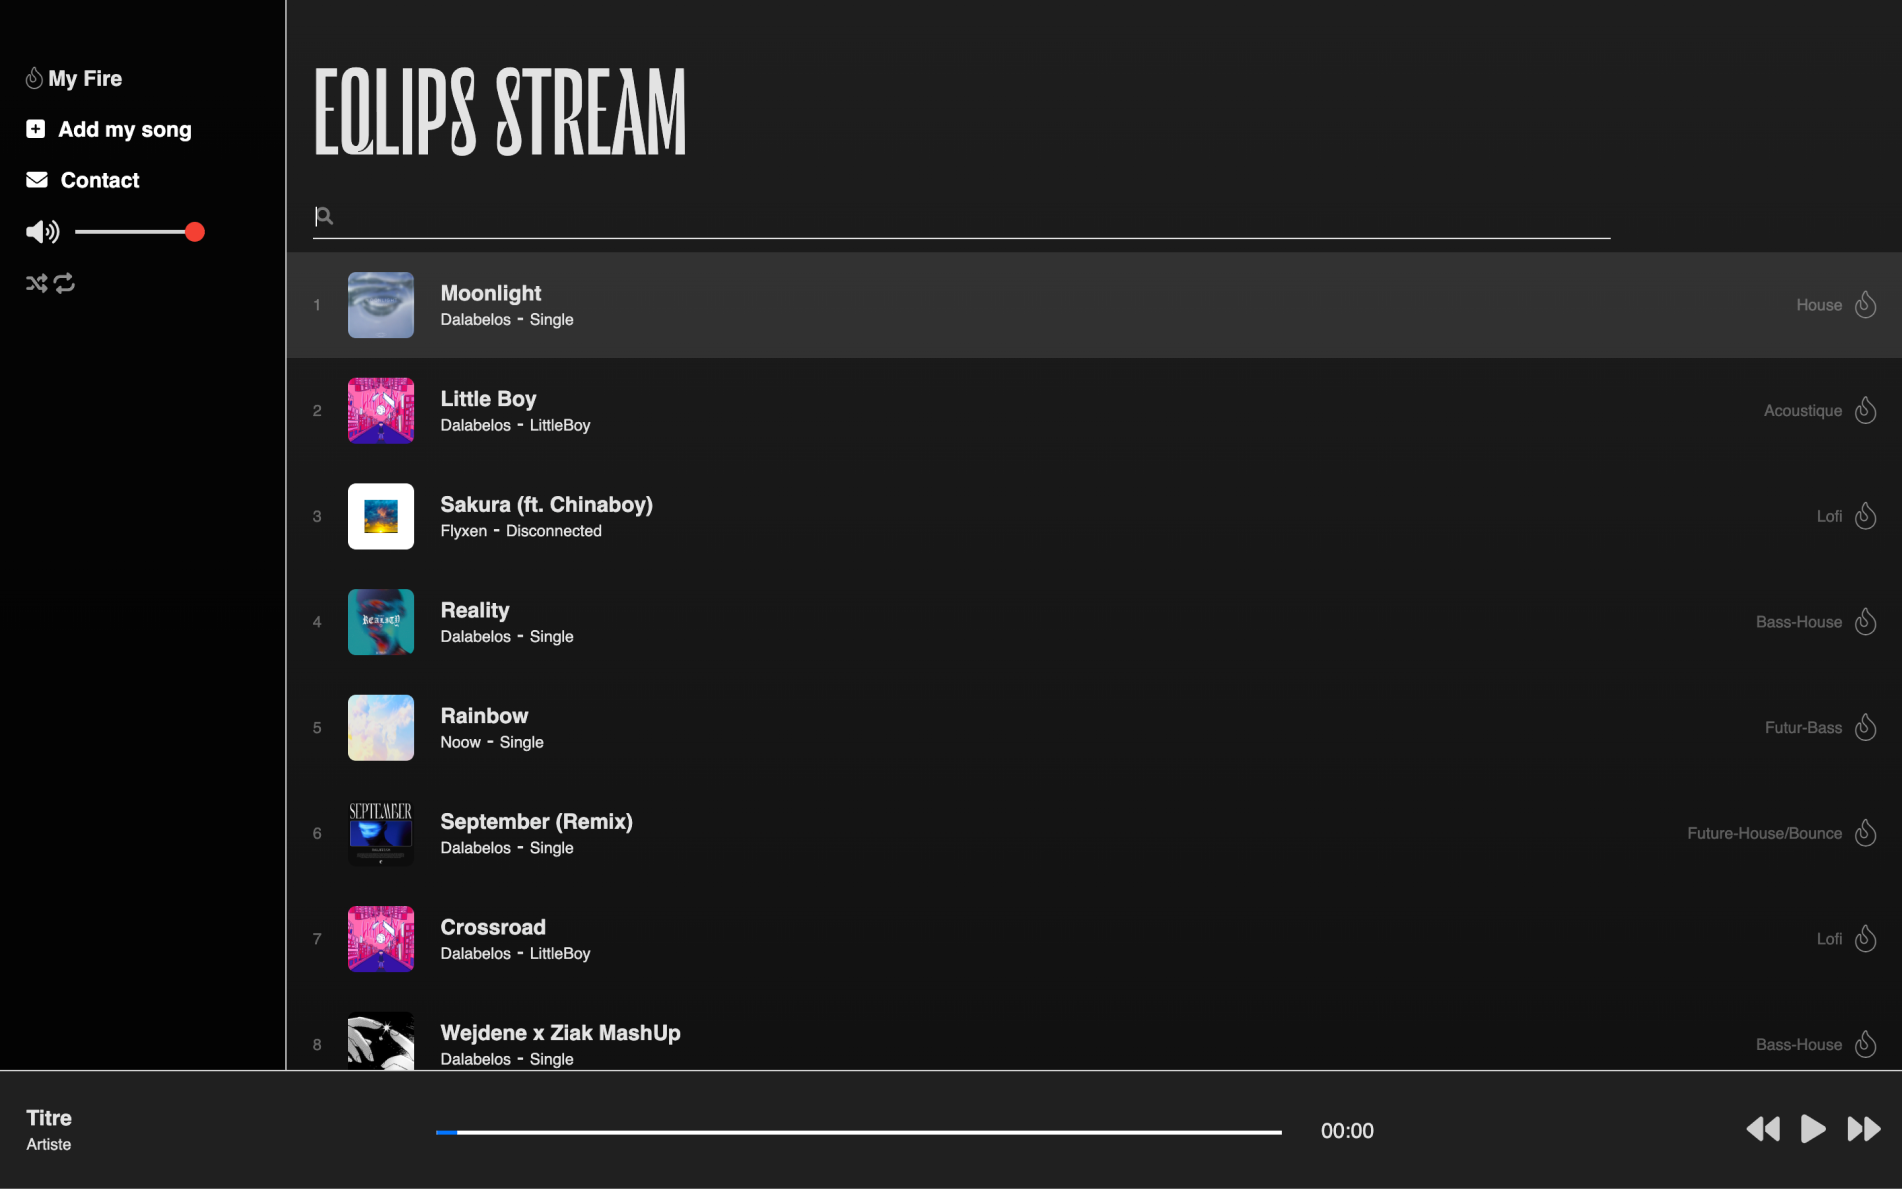 My Fire
Add my song
Contact
EQLIPS STREAM
1
Moonlight
Dalabelos - Single
House
2
Little Boy
Dalabelos - LittleBoy
Acoustique
3
Sakura (ft. Chinaboy)
Flyxen - Disconnected
Lofi
4
REALITY
Reality
Dalabelos - Single
Bass-House
5
Rainbow
Noow - Single
Futur-Bass
6
SEPTEMBER
September (Remix)
Dalabelos - Single
Future-House/Bounce
7
Crossroad
Dalabelos - LittleBoy
Lofi
8
Wejdene x Ziak MashUp
Dalabelos - Single
Bass-House
Titre
Artiste
00:00